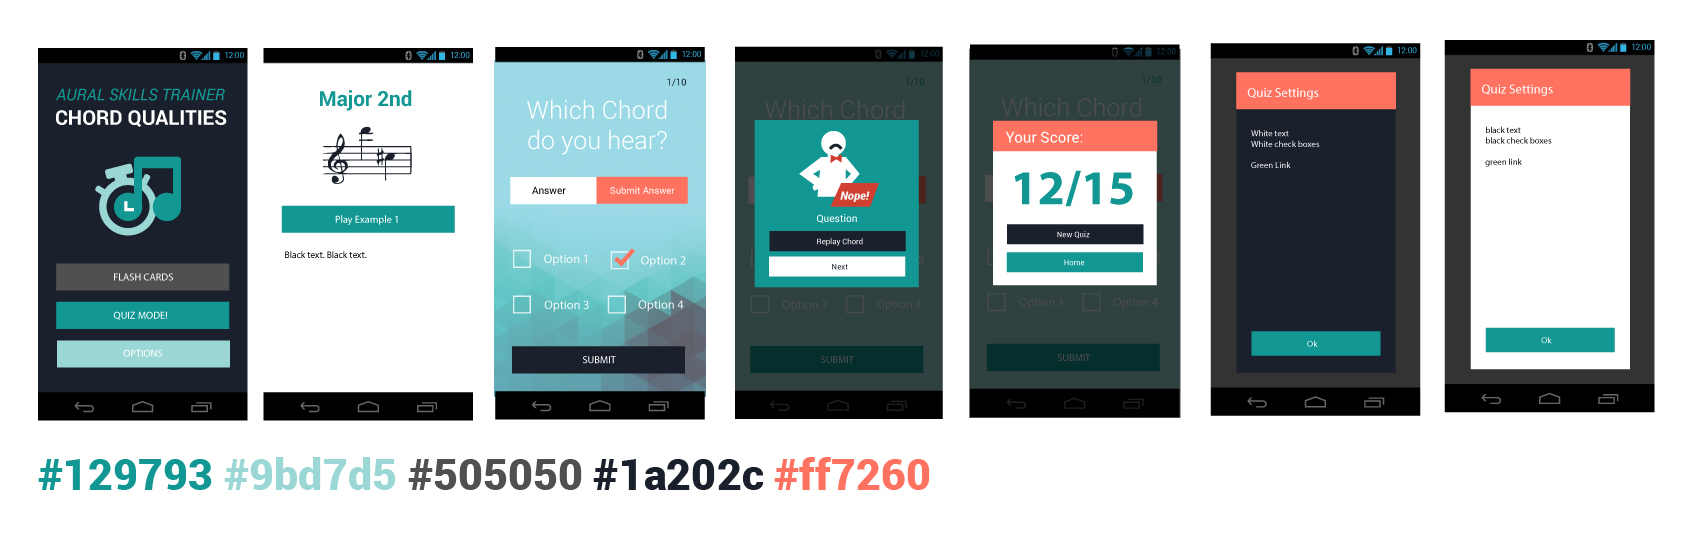 12:00
AURAL SKILLS TRAINER
CHORD QUALITIES
FLASH CARDS
QUIZ MODE!
OPTIONS
12:00
Major 2nd
Play Example 1
Black text. Black text.
12:00
1/10
Which Chord
do you hear?
Answer
Submit Answer
Option 1
Option 2
Option 3
Option 4
SUBMIT
12:00
1/10
Which Chord
Nope!
Question
Replay Chord
Next
2
Option 3
Option 4
SUBMIT
12:00
1/10
Which Chord
Your Score:
12/15
New Quiz
Home
Option 3
Option 4
SUBMIT
12:00
Quiz Settings
White text
White check boxes
Green Link
Ok
12:00
Quiz Settings
black text
black check boxes
green link
Ok
#129793 #9bd7d5 #505050 #1a202c #ff7260